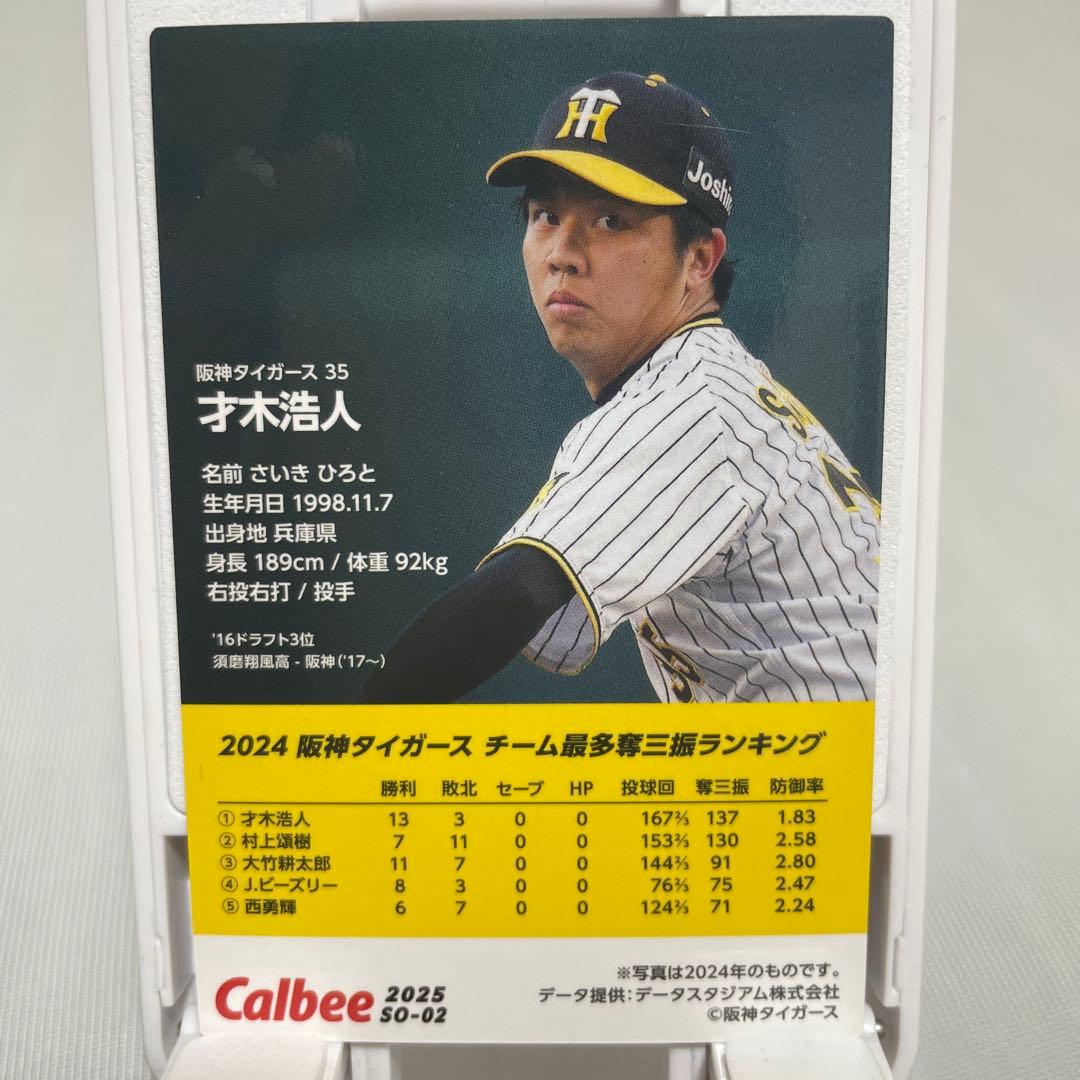 TH
Joshi
阪神タイガース 35
才木浩人
名前 さいき ひろと
生年月日 1998.11.7
出身地 兵庫県
身長 189cm / 体重 92kg
右投右打 / 投手
'16ドラフト3位
須磨翔風高 - 阪神('17~)
35
2024 阪神タイガース チーム最多奪三振ランキング
勝利 敗北 セーブ HP 投球回 奪三振 防御率
① 才木浩人 13 3 0 0 167⅔ 137 1.83
② 村上頌樹 7 11 0 0 153⅔ 130 2.58
③ 大竹耕太郎 11 7 0 0 144⅔ 91 2.80
④ J.ビーズリー 8 3 0 0 76⅔ 75 2.47
⑤ 西勇輝 6 7 0 0 124⅔ 71 2.24
Calbee 2025
SO-02
※写真は2024年のものです。
データ提供:データスタジアム株式会社
©阪神タイガース